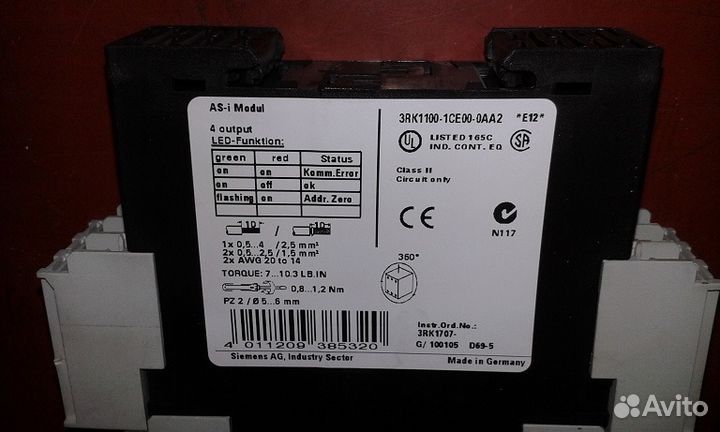 AS-i Modul
4 output
LED-Funktion:
green red Status
on on Komm.Error
on off ok
flashing on Addr. Zero
10 10
1x 0,5...4 / 2,5 mm²
2x 0,5...2,5 / 1,5 mm²
2x AWG 20 to 14
TORQUE: 7...10.3 LB.IN
0,8...1,2 Nm
PZ 2 / Ø 5...6 mm
4 011209 385320
Siemens AG, Industry Sector
3RK1100-1CE00-0AA2 *E12*
UL LISTED 165C
IND. CONT. EQ.
SA
Class II
Circuit only
CE
N117
360°
Instr.Ord.No.:
3RK1707-
G/ 100105 D69-5
Made in Germany
Avito